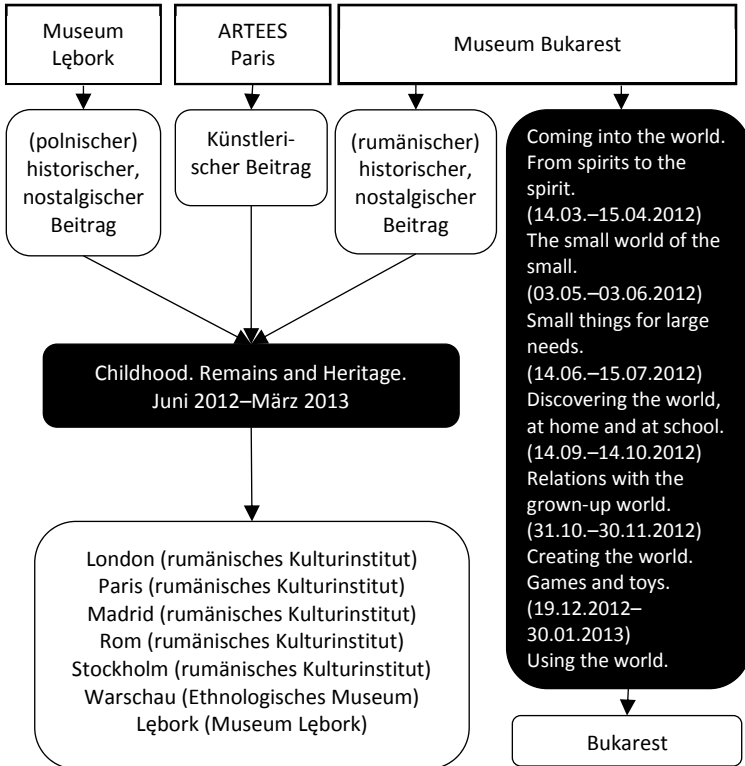 Museum
Lębork
ARTEES
Paris
Museum Bukarest
(polnischer)
historischer,
nostalgischer
Beitrag
Künstleri-
scher Beitrag
(rumänischer)
historischer,
nostalgischer
Beitrag
Coming into the world.
From spirits to the
spirit.
(14.03.–15.04.2012)
The small world of the
small.
(03.05.–03.06.2012)
Small things for large
needs.
(14.06.–15.07.2012)
Discovering the world,
at home and at school.
(14.09.–14.10.2012)
Relations with the
grown-up world.
(31.10.–30.11.2012)
Creating the world.
Games and toys.
(19.12.2012–
30.01.2013)
Using the world.
Childhood. Remains and Heritage.
Juni 2012–März 2013
London (rumänisches Kulturinstitut)
Paris (rumänisches Kulturinstitut)
Madrid (rumänisches Kulturinstitut)
Rom (rumänisches Kulturinstitut)
Stockholm (rumänisches Kulturinstitut)
Warschau (Ethnologisches Museum)
Lębork (Museum Lębork)
Bukarest